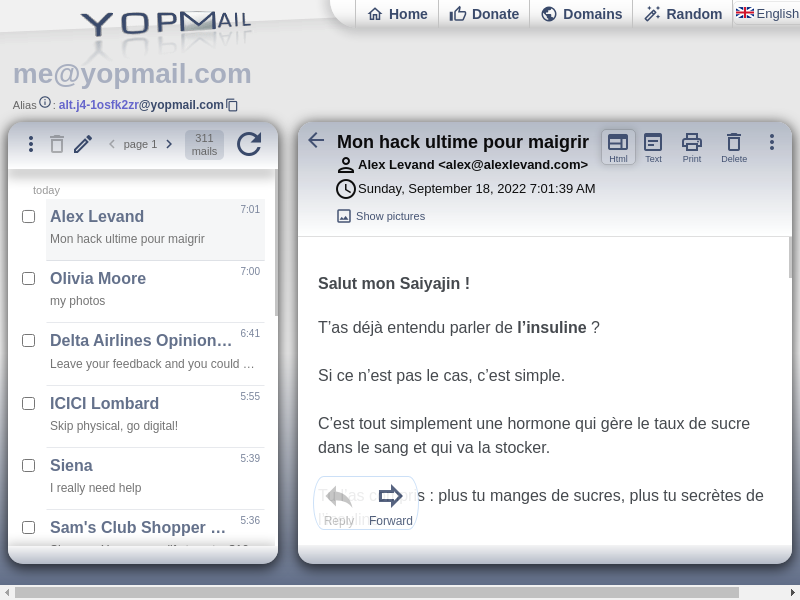 YOPMail
Home
Donate
Domains
Random
English
me@yopmail.com
Alias : alt.j4-1osfk2zr@yopmail.com
page 1
311
mails
today
Alex Levand 7:01
Mon hack ultime pour maigrir
Olivia Moore 7:00
my photos
Delta Airlines Opinion… 6:41
Leave your feedback and you could …
ICICI Lombard 5:55
Skip physical, go digital!
Siena 5:39
I really need help
Sam's Club Shopper … 5:36
Mon hack ultime pour maigrir
Alex Levand <alex@alexlevand.com>
Sunday, September 18, 2022 7:01:39 AM
Show pictures
Html
Text
Print
Delete
Salut mon Saiyajin !
T’as déjà entendu parler de l’insuline ?
Si ce n’est pas le cas, c’est simple.
C’est tout simplement une hormone qui gère le taux de sucre
dans le sang et qui va la stocker.
: plus tu manges de sucres, plus tu secrètes de
Reply
Forward